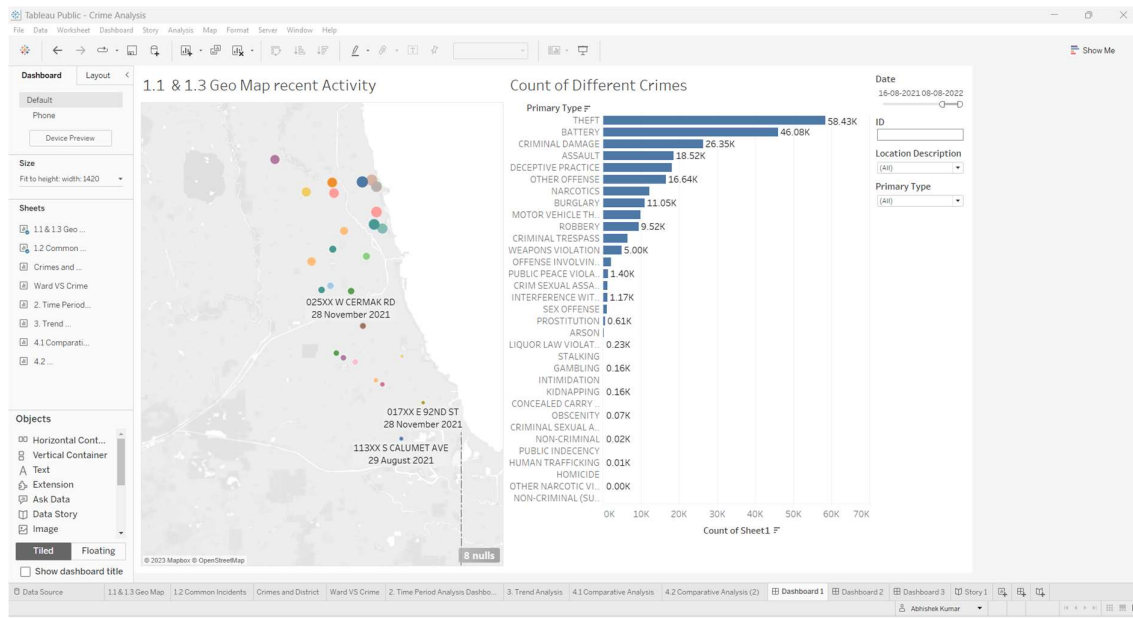 Tableau Public - Crime Analysis
File Data Worksheet Dashboard Story Analysis Map Format Server Window Help
Show Me
Dashboard Layout
Default
Phone
Device Preview
Size
Fit to height: width: 1420
Sheets
1.1 & 1.3 Geo ...
1.2 Common ...
Crimes and ...
Ward VS Crime
2. Time Period...
3. Trend ...
4.1 Comparati...
4.2 ...
Objects
Horizontal Cont...
Vertical Container
Text
Extension
Ask Data
Data Story
Image
Tiled Floating
Show dashboard title
1.1 & 1.3 Geo Map recent Activity
025XX W CERMAK RD
28 November 2021
017XX E 92ND ST
28 November 2021
113XX S CALUMET AVE
29 August 2021
8 nulls
© 2023 Mapbox © OpenStreetMap
Count of Different Crimes
Primary Type
THEFT 58.43K
BATTERY 46.08K
CRIMINAL DAMAGE 26.35K
ASSAULT 18.52K
DECEPTIVE PRACTICE
OTHER OFFENSE 16.64K
NARCOTICS
BURGLARY 11.05K
MOTOR VEHICLE TH..
ROBBERY 9.52K
CRIMINAL TRESPASS
WEAPONS VIOLATION 5.00K
OFFENSE INVOLVIN..
PUBLIC PEACE VIOLA.. 1.40K
CRIM SEXUAL ASSA..
INTERFERENCE WIT.. 1.17K
SEX OFFENSE
PROSTITUTION 0.61K
ARSON
LIQUOR LAW VIOLAT.. 0.23K
STALKING
GAMBLING 0.16K
INTIMIDATION
KIDNAPPING 0.16K
CONCEALED CARRY ..
OBSCENITY 0.07K
CRIMINAL SEXUAL A..
NON-CRIMINAL 0.02K
PUBLIC INDECENCY
HUMAN TRAFFICKING 0.01K
HOMICIDE
OTHER NARCOTIC VI.. 0.00K
NON-CRIMINAL (SU..
0K 10K 20K 30K 40K 50K 60K 70K
Count of Sheet1
Date
16-08-2021 08-08-2022
ID
Location Description
(All)
Primary Type
(All)
Data Source 1.1 & 1.3 Geo Map 1.2 Common Incidents Crimes and District Ward VS Crime 2. Time Period Analysis Dashbo... 3. Trend Analysis 4.1 Comparative Analysis 4.2 Comparative Analysis (2) Dashboard 1 Dashboard 2 Dashboard 3 Story 1
Abhishek Kumar